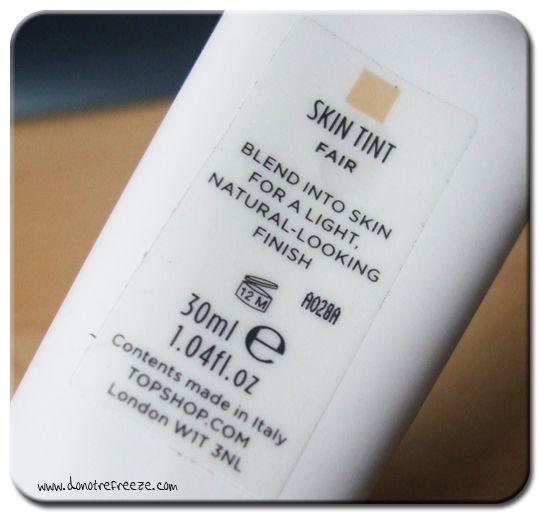 SKIN TINT
FAIR
BLEND INTO SKIN
FOR A LIGHT,
NATURAL-LOOKING
FINISH
12 M
A028A
30ml e
1.04fl.oz
Contents made in Italy
TOPSHOP.COM
London W1T 3NL
www.donotrefreeze.com